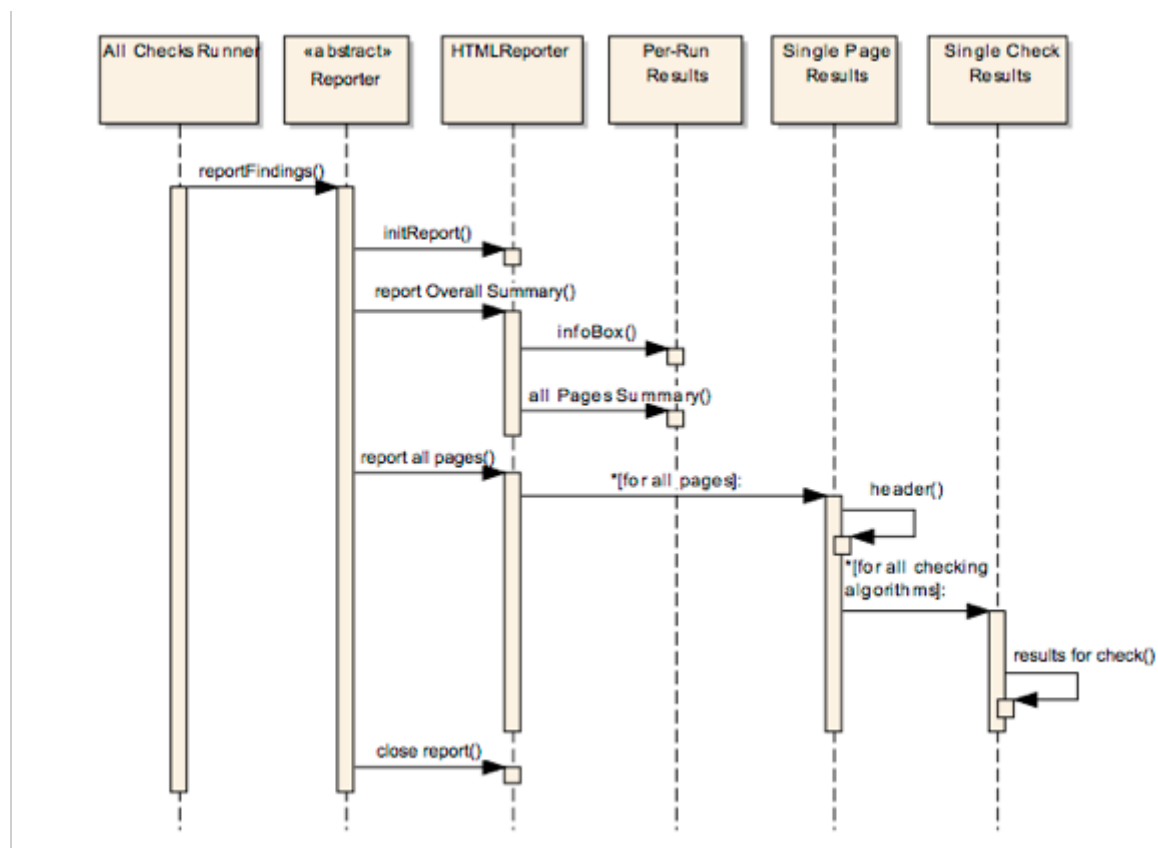 All Checks Runner
«abstract»
Reporter
HTMLReporter
Per-Run
Results
Single Page
Results
Single Check
Results
reportFindings()
initReport()
report Overall Summary()
infoBox()
all Pages Summary()
report all pages()
*[for all pages]:
header()
*[for all checking
algorithms]:
results for check()
close report()